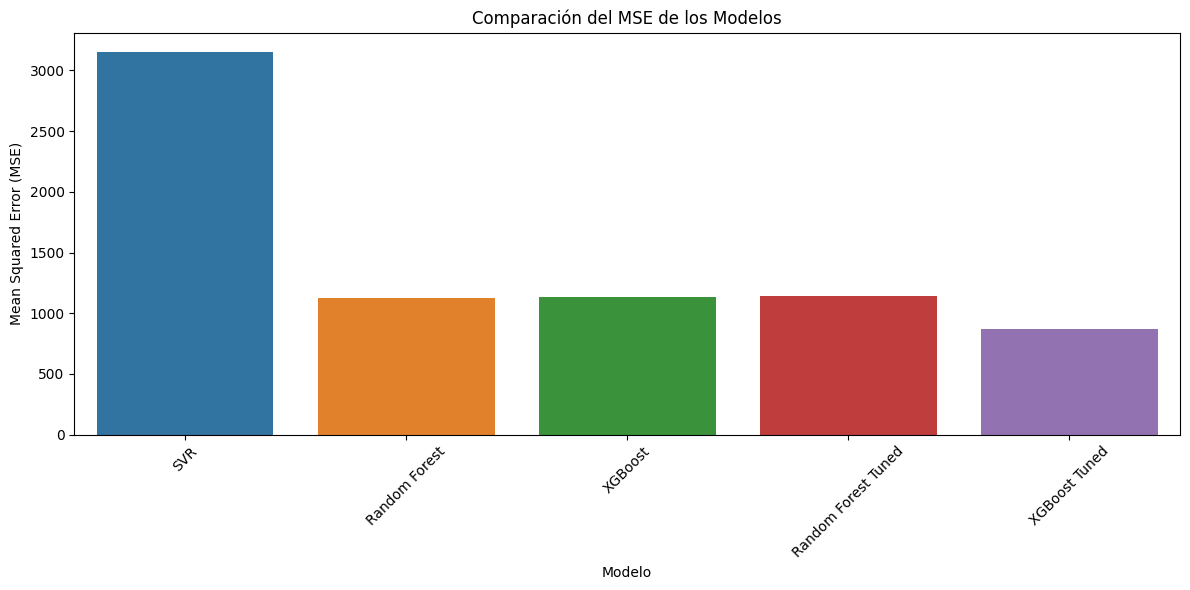 Comparación del MSE de los Modelos
Mean Squared Error (MSE)
3000
2500
2000
1500
1000
500
0
SVR
Random Forest
XGBoost
Random Forest Tuned
XGBoost Tuned
Modelo